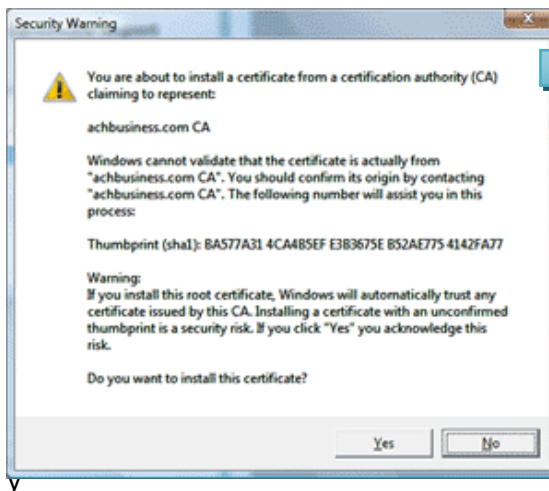 Security Warning
You are about to install a certificate from a certification authority (CA)
claiming to represent:
achbusiness.com CA
Windows cannot validate that the certificate is actually from
"achbusiness.com CA". You should confirm its origin by contacting
"achbusiness.com CA". The following number will assist you in this
process:
Thumbprint (sha1): BA577A31 4CA4B5EF E3B3675E B52AE775 4142FA77
Warning:
If you install this root certificate, Windows will automatically trust any
certificate issued by this CA. Installing a certificate with an unconfirmed
thumbprint is a security risk. If you click "Yes" you acknowledge this
risk.
Do you want to install this certificate?
Yes No